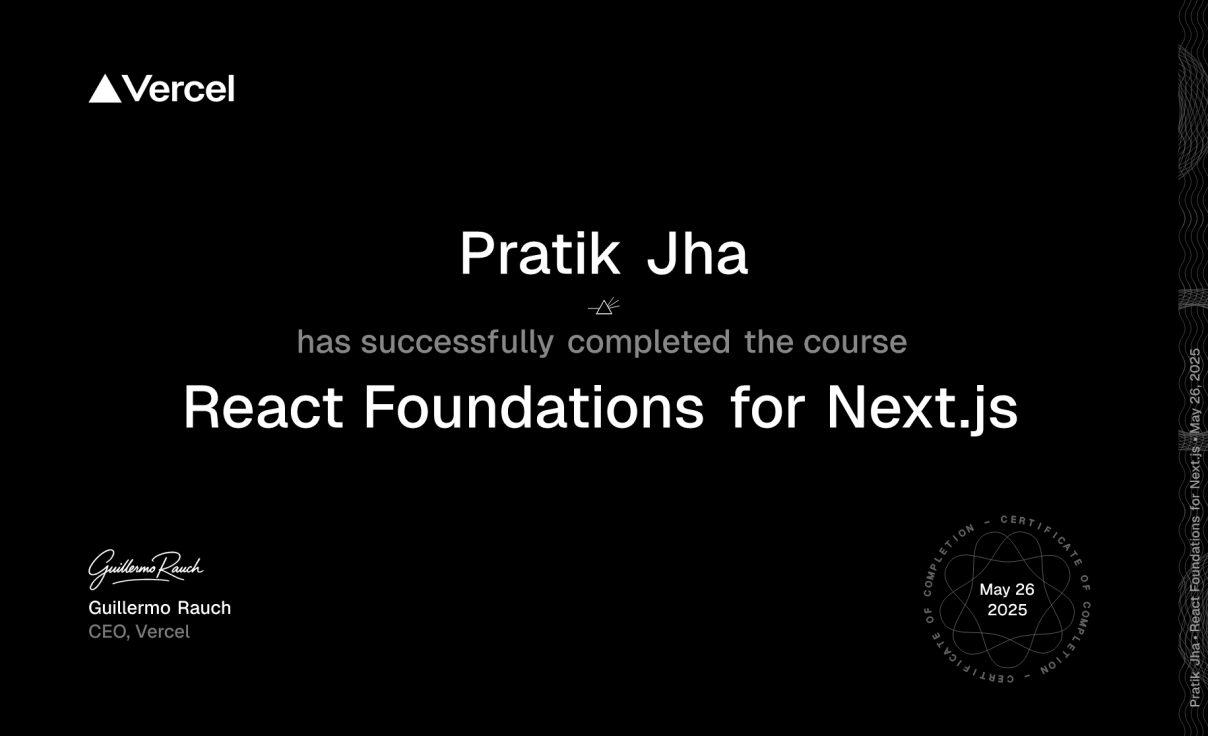 Vercel
Pratik Jha
has successfully completed the course
React Foundations for Next.js
Guillermo Rauch
Guillermo Rauch
CEO, Vercel
CERTIFICATE OF COMPLETION – CERTIFICATE OF COMPLETION –
May 26
2025
Pratik Jha • React Foundations for Next.js • May 26, 2025